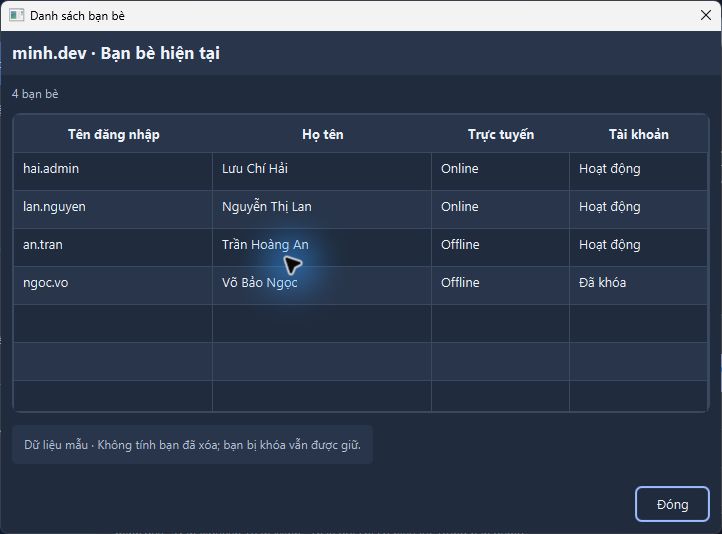 Danh sách bạn bè
minh.dev · Bạn bè hiện tại
4 bạn bè
Tên đăng nhập Họ tên Trực tuyến Tài khoản
hai.admin Lưu Chí Hải Online Hoạt động
lan.nguyen Nguyễn Thị Lan Online Hoạt động
an.tran Trần Hoàng An Offline Hoạt động
ngoc.vo Võ Bảo Ngọc Offline Đã khóa
Dữ liệu mẫu · Không tính bạn đã xóa; bạn bị khóa vẫn được giữ.
Đóng